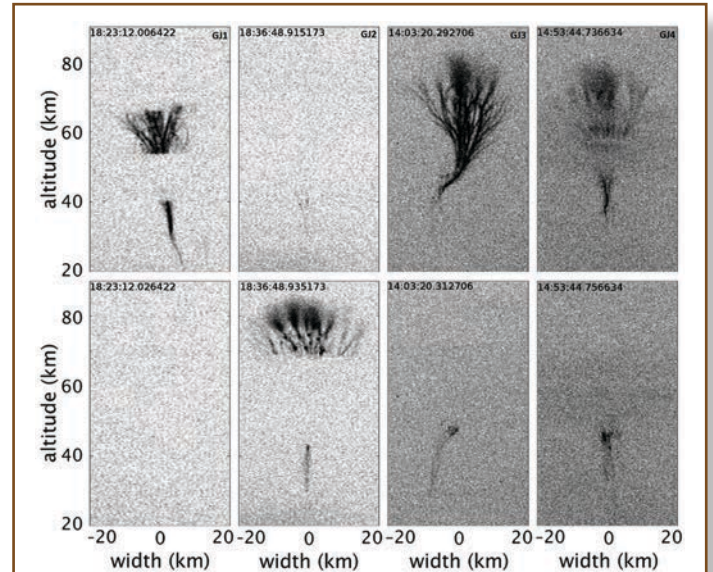 18:23:12.006422 GJ1
18:36:48.915173 GJ2
14:03:20.292706 GJ3
14:53:44.736634 GJ4
80
60
40
20
altitude (km)
18:23:12.026422
18:36:48.935173
14:03:20.312706
14:53:44.756634
80
60
40
20
altitude (km)
-20 0 20
-20 0 20
-20 0 20
-20 0 20
width (km)
width (km)
width (km)
width (km)